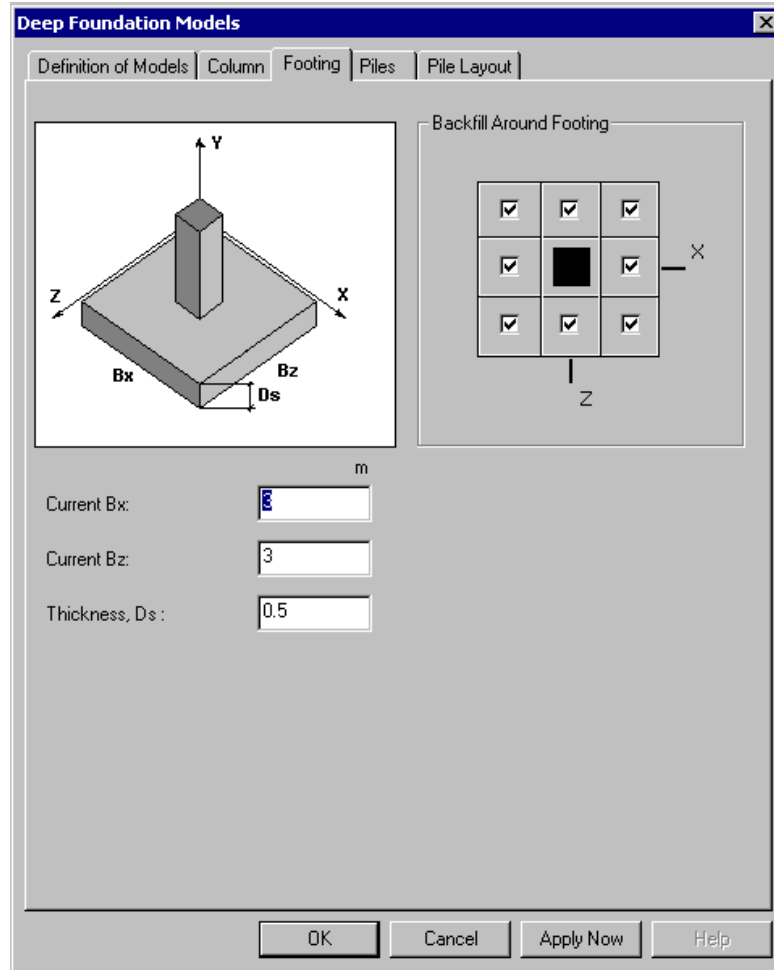 Deep Foundation Models
Definition of Models Column Footing Piles Pile Layout
Y
Z
X
Bx
Bz
Ds
Backfill Around Footing
X
Z
m
Current Bx: 3
Current Bz: 3
Thickness, Ds : 0.5
OK Cancel Apply Now Help